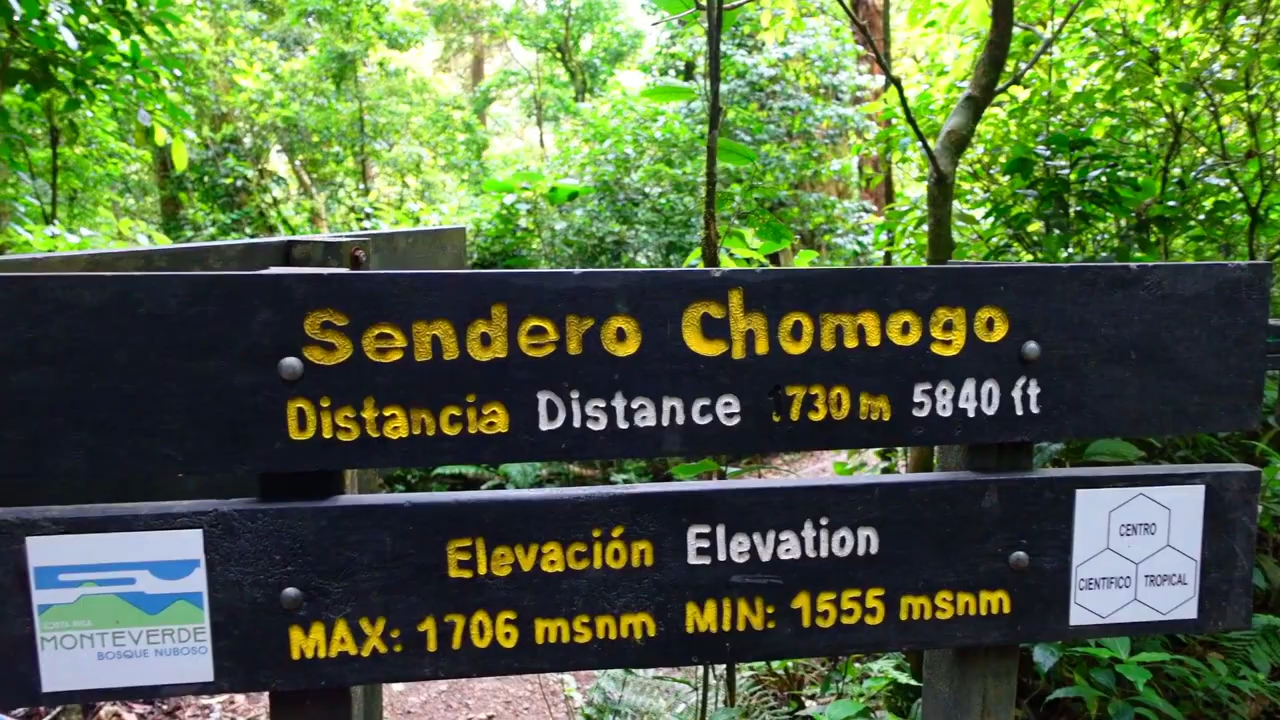 Sendero Chomogo
Distancia Distance 1730 m 5840 ft
Elevación Elevation
MAX: 1706 msnm MIN: 1555 msnm
COSTA RICA
MONTEVERDE
BOSQUE NUBOSO
CENTRO
CIENTIFICO TROPICAL